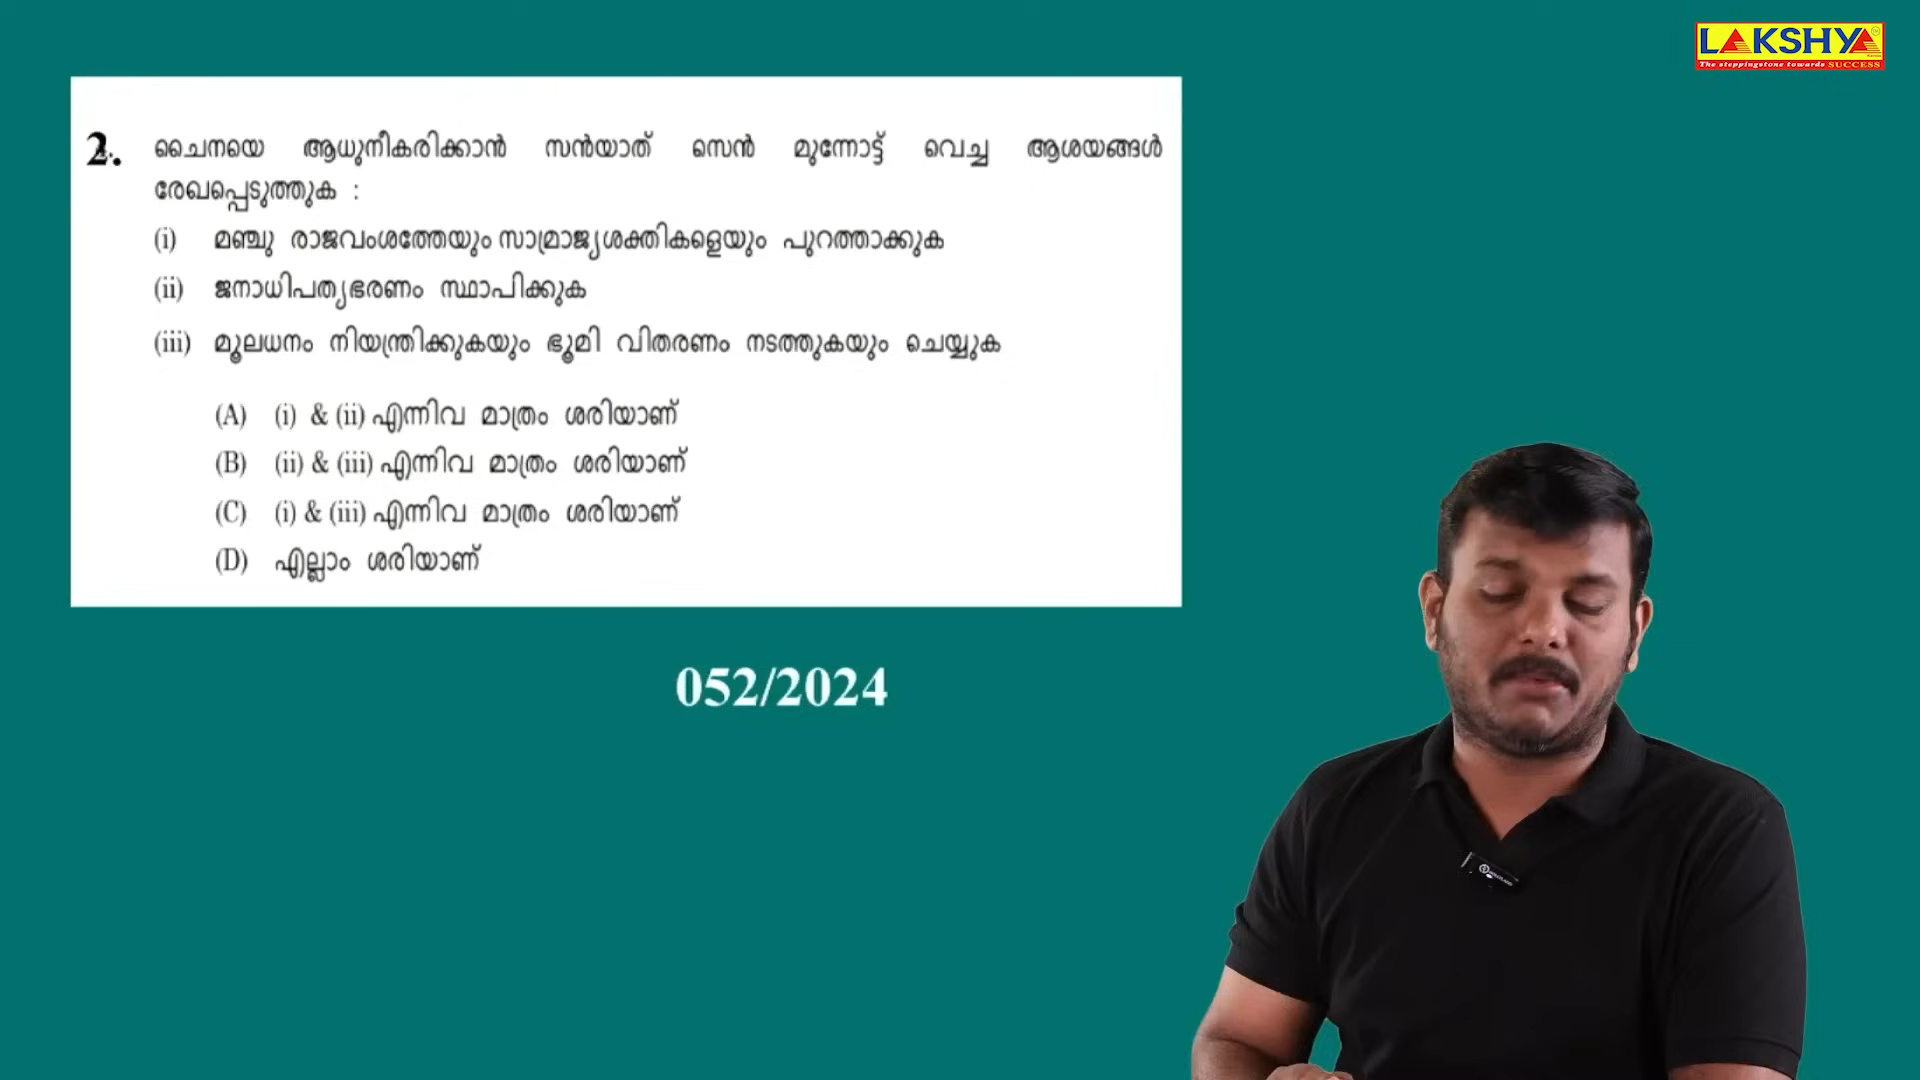 LAKSHYA
The steppingstone towards SUCCESS
2. ചൈനയെ ആധുനീകരിക്കാൻ സൻയാത് സെൻ മുന്നോട്ട് വെച്ച ആശയങ്ങൾ
രേഖപ്പെടുത്തുക :
(i) മഞ്ചു രാജവംശത്തേയും സാമ്രാജ്യശക്തികളെയും പുറത്താക്കുക
(ii) ജനാധിപത്യഭരണം സ്ഥാപിക്കുക
(iii) മൂലധനം നിയന്ത്രിക്കുകയും ഭൂമി വിതരണം നടത്തുകയും ചെയ്യുക
(A) (i) & (ii) എന്നിവ മാത്രം ശരിയാണ്
(B) (ii) & (iii) എന്നിവ മാത്രം ശരിയാണ്
(C) (i) & (iii) എന്നിവ മാത്രം ശരിയാണ്
(D) എല്ലാം ശരിയാണ്
052/2024